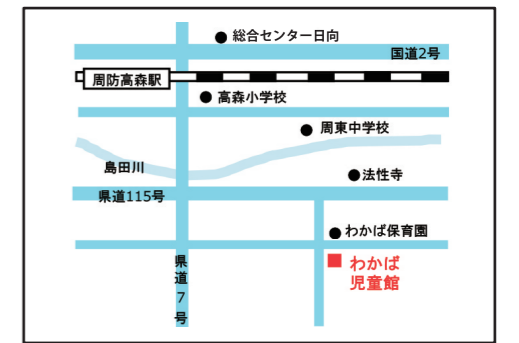 総合センター日向
国道2号
周防高森駅
高森小学校
周東中学校
島田川
法性寺
県道115号
わかば保育園
わかば
児童館
県道7号